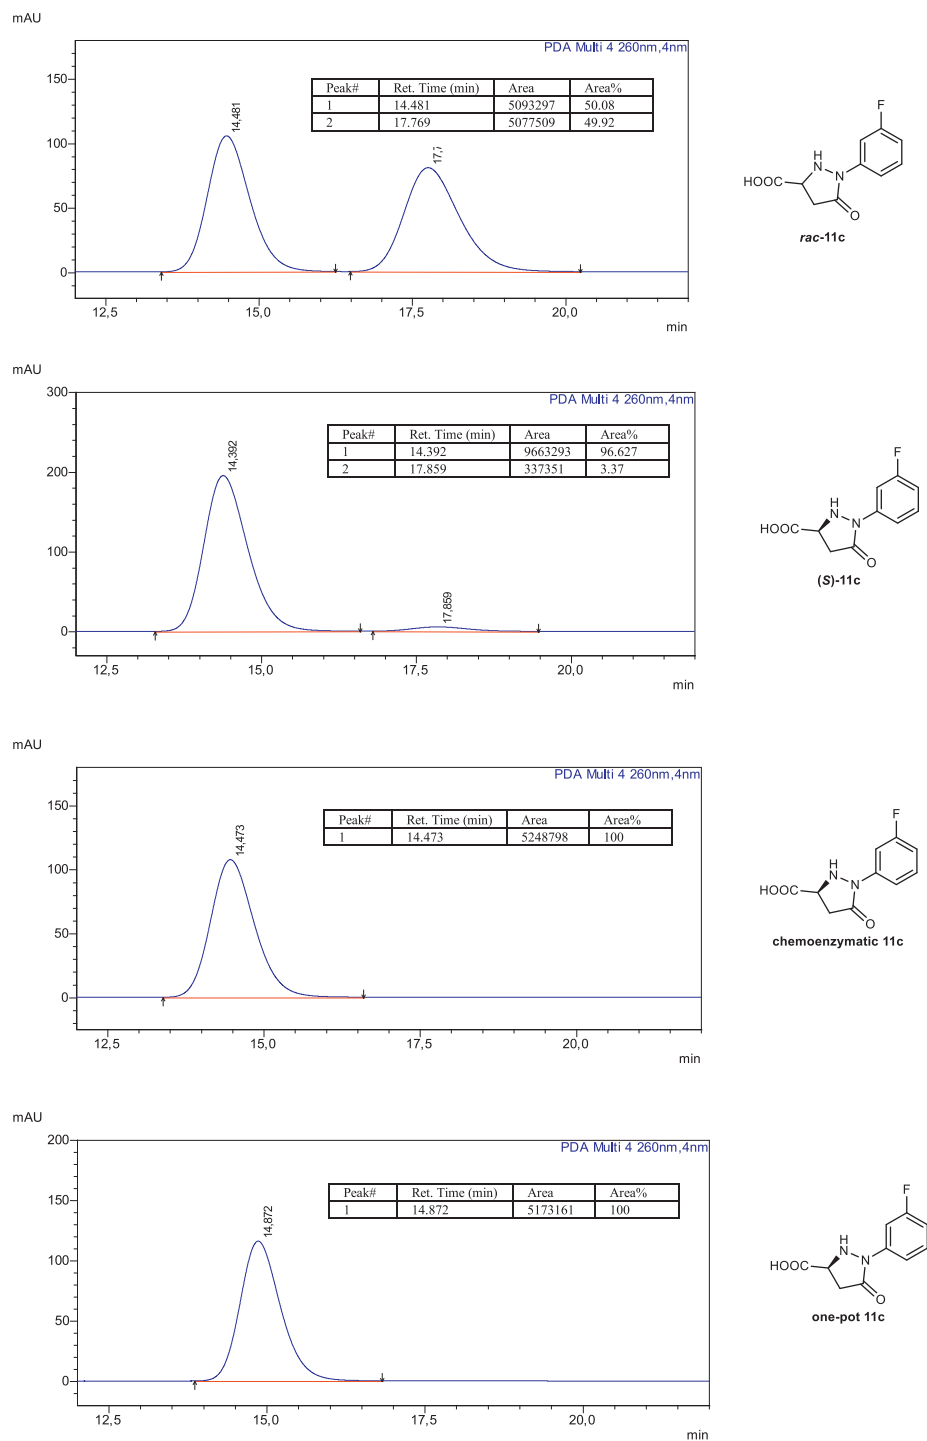 mAU
PDA Multi 4 260nm,4nm
150
100
50
0
Peak# Ret. Time (min) Area Area%
1 14.481 5093297 50.08
2 17.769 5077509 49.92
14,481
17,7
12,5 15,0 17,5 20,0
min
F
H
N
N
HOOC
O
rac-11c
mAU
PDA Multi 4 260nm,4nm
300
200
100
0
Peak# Ret. Time (min) Area Area%
1 14.392 9663293 96.627
2 17.859 337351 3.37
14,392
17,859
12,5 15,0 17,5 20,0
min
F
H
N
N
HOOC
O
(S)-11c
mAU
PDA Multi 4 260nm,4nm
150
100
50
0
Peak# Ret. Time (min) Area Area%
1 14.473 5248798 100
14,473
12,5 15,0 17,5 20,0
min
F
H
N
N
HOOC
O
chemoenzymatic 11c
mAU
PDA Multi 4 260nm,4nm
200
150
100
50
0
Peak# Ret. Time (min) Area Area%
1 14.872 5173161 100
14,872
12,5 15,0 17,5 20,0
min
F
H
N
N
HOOC
O
one-pot 11c